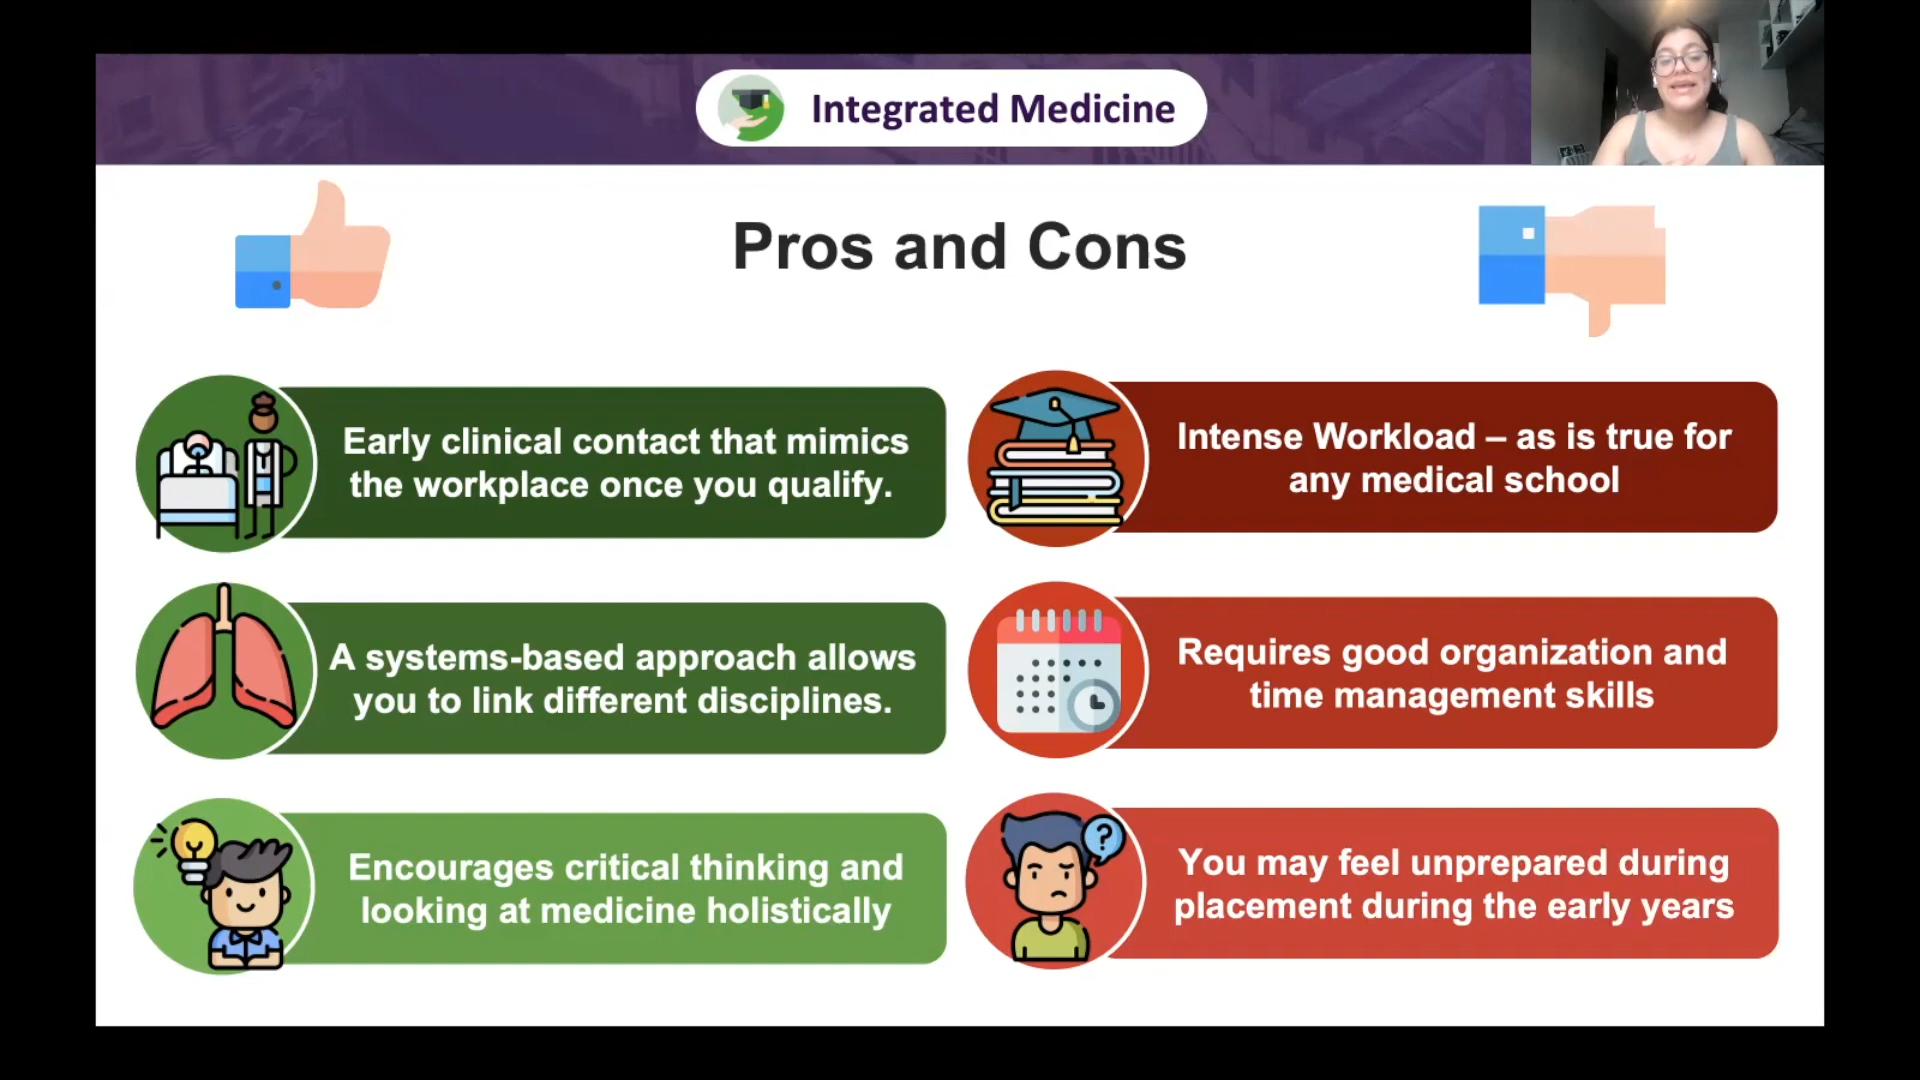 Integrated Medicine
Pros and Cons
Early clinical contact that mimics
the workplace once you qualify.
A systems-based approach allows
you to link different disciplines.
Encourages critical thinking and
looking at medicine holistically
Intense Workload – as is true for
any medical school
Requires good organization and
time management skills
?
You may feel unprepared during
placement during the early years